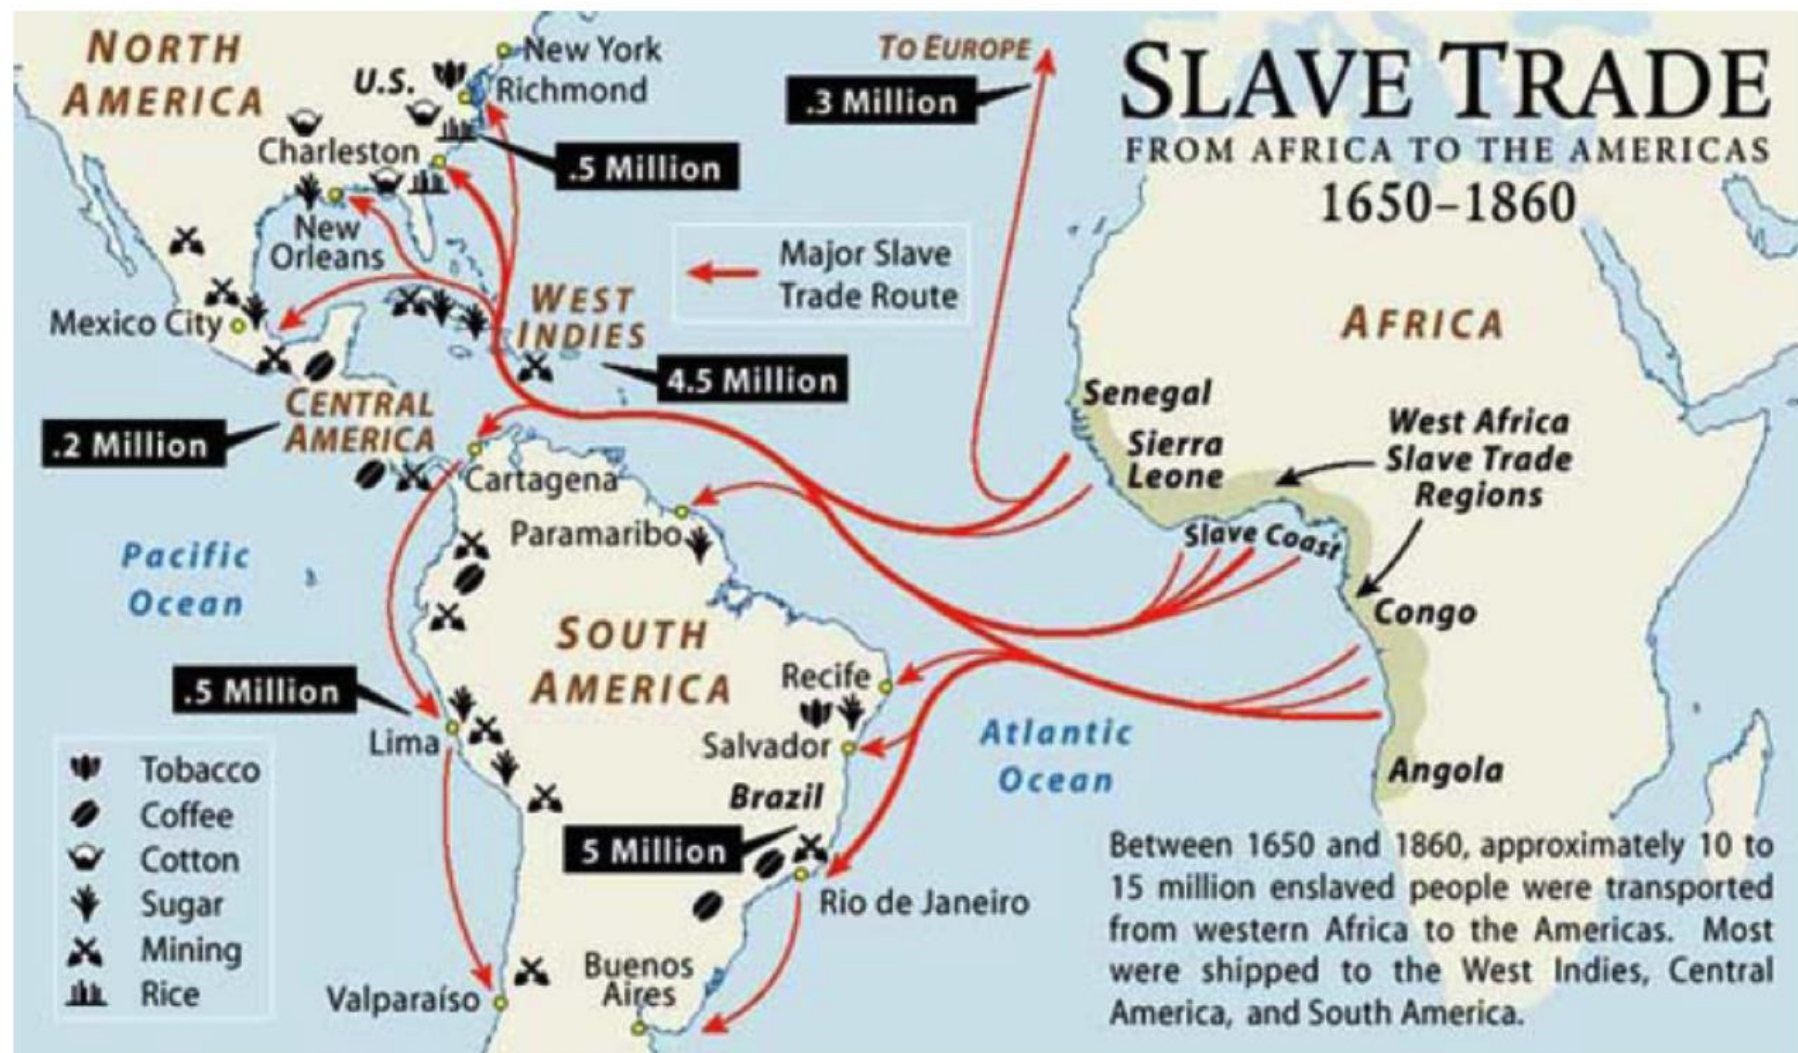 SLAVE TRADE
FROM AFRICA TO THE AMERICAS
1650–1860
NORTH
AMERICA
U.S.
New York
Richmond
Charleston
New
Orleans
Mexico City
TO EUROPE
.3 Million
.5 Million
Major Slave
Trade Route
WEST
INDIES
4.5 Million
CENTRAL
AMERICA
.2 Million
Cartagena
Paramaribo
Pacific
Ocean
SOUTH
AMERICA
.5 Million
Lima
Recife
Salvador
Brazil
5 Million
Rio de Janeiro
Buenos
Aires
Valparaíso
Atlantic
Ocean
AFRICA
Senegal
Sierra
Leone
West Africa
Slave Trade
Regions
Slave Coast
Congo
Angola
Tobacco
Coffee
Cotton
Sugar
Mining
Rice
Between 1650 and 1860, approximately 10 to
15 million enslaved people were transported
from western Africa to the Americas. Most
were shipped to the West Indies, Central
America, and South America.